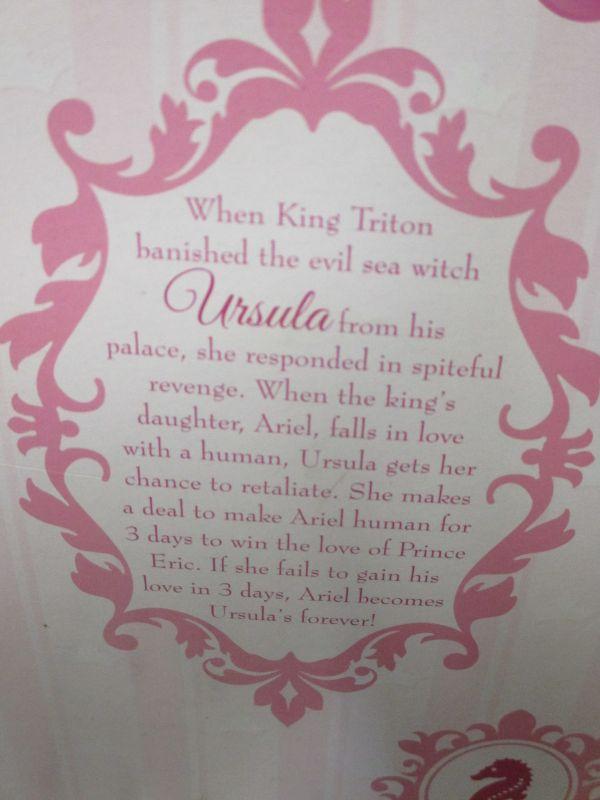 When King Triton
banished the evil sea witch
Ursula from his
palace, she responded in spiteful
revenge. When the king's
daughter, Ariel, falls in love
with a human, Ursula gets her
chance to retaliate. She makes
a deal to make Ariel human for
3 days to win the love of Prince
Eric. If she fails to gain his
love in 3 days, Ariel becomes
Ursula's forever!